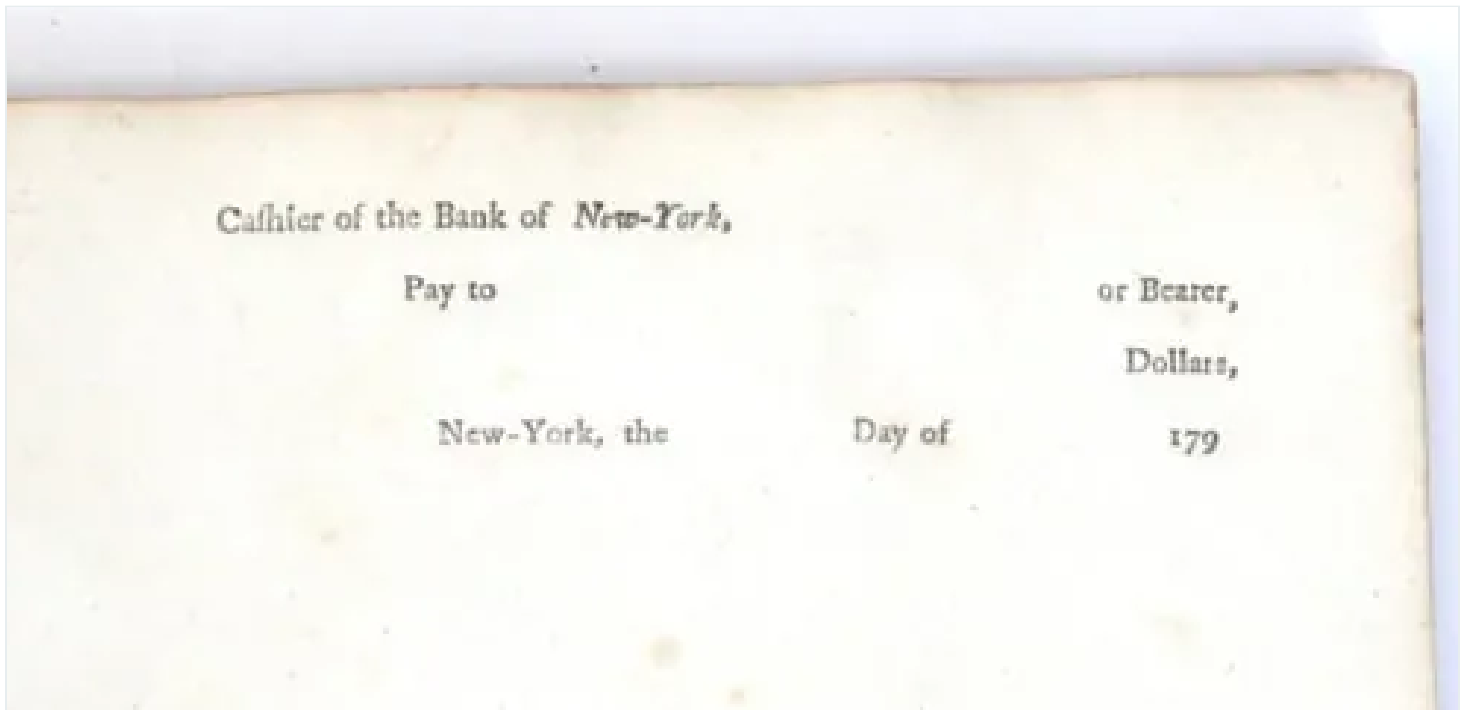 Caſhier of the Bank of New-York,
Pay to or Bearer,
Dollars,
New-York, the Day of 179